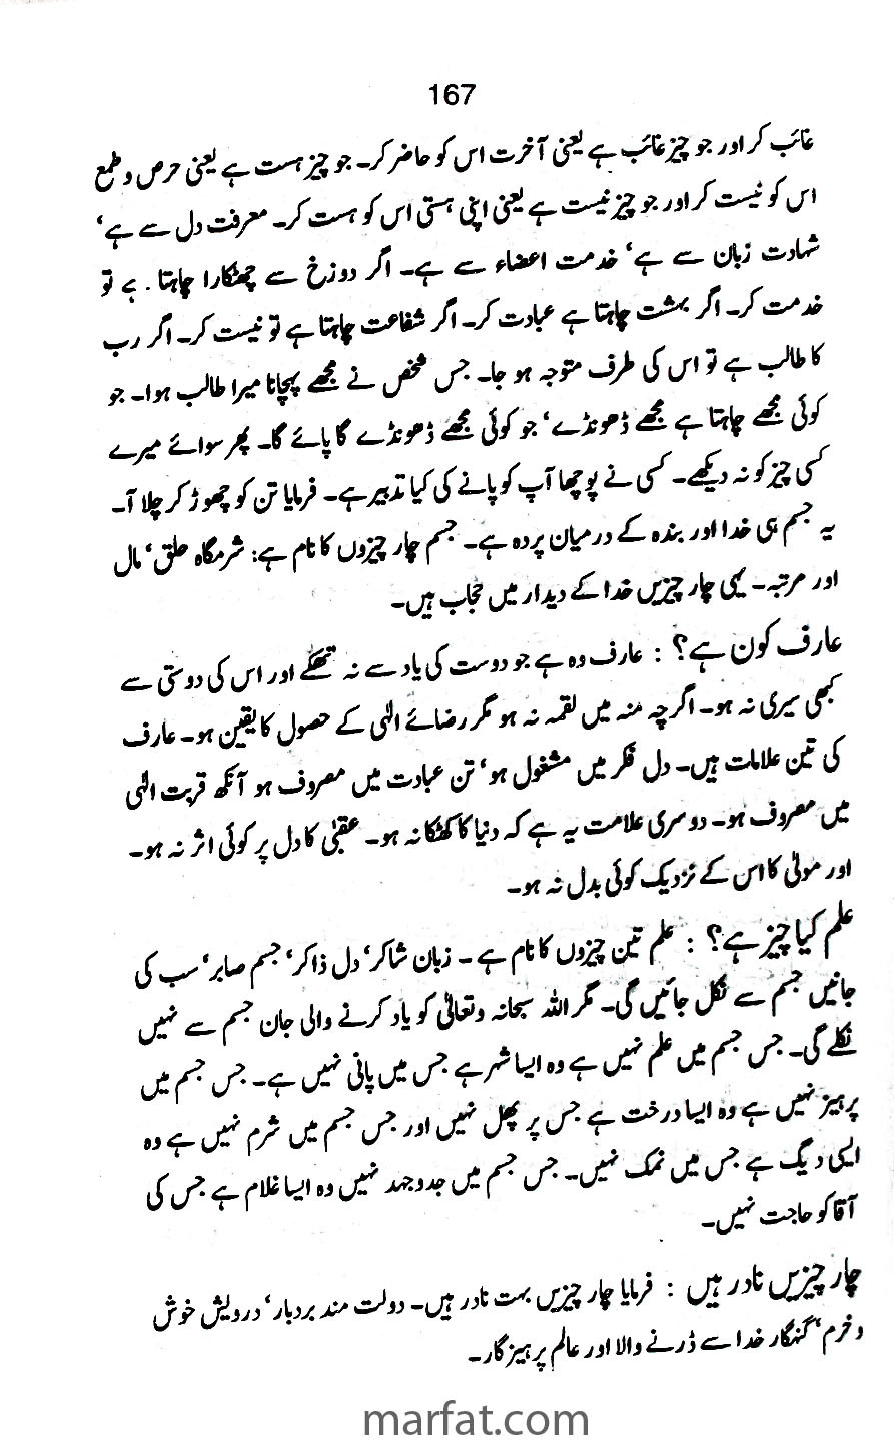 167
غائب کر اور جو چیز غائب ہے یعنی آخرت اس کو حاضر کر۔ جو چیز ہست ہے یعنی حرص و طمع
اس کو نیست کر اور جو چیز نیست ہے یعنی اپنی ہستی اس کو ہست کر۔ معرفت دل سے ہے‘
شہادت زبان سے ہے‘ خدمت اعضاء سے ہے۔ اگر دوزخ سے چھٹکارا چاہتا ہے تو
خدمت کر۔ اگر بہشت چاہتا ہے عبادت کر۔ اگر شفاعت چاہتا ہے تو نیست کر۔ اگر رب
کا طالب ہے تو اس کی طرف متوجہ ہو جا۔ جس شخص نے مجھے پہچانا میرا طالب ہوا۔ جو
کوئی مجھے چاہتا ہے مجھے ڈھونڈے‘ جو کوئی مجھے ڈھونڈے گا پائے گا۔ پھر سوائے میرے
کسی چیز کو نہ دیکھے۔ کسی نے پوچھا آپ کو پانے کی کیا تدبیر ہے۔ فرمایا تن کو چھوڑ کر چلا آ۔
یہ جسم ہی خدا اور بندہ کے درمیان پردہ ہے۔ جسم چار چیزوں کا نام ہے: شرمگاہ حلق‘ مال
اور مرتبہ۔ یہی چار چیزیں خدا کے دیدار میں حجاب ہیں۔
عارف کون ہے؟ : عارف وہ ہے جو دوست کی یاد سے نہ تھکے اور اس کی دوستی سے
کبھی سیری نہ ہو۔ اگرچہ منہ میں لقمہ نہ ہو مگر رضائے الٰہی کے حصول کا یقین ہو۔ عارف
کی تین علامات ہیں۔ دل فکر میں مشغول ہو‘ تن عبادت میں مصروف ہو آنکھ قربت الٰہی
میں مصروف ہو۔ دوسری علامت یہ ہے کہ دنیا کا کھٹکا نہ ہو۔ عقبٰی کا دل پر کوئی اثر نہ ہو۔
اور مولٰی کا اس کے نزدیک کوئی بدل نہ ہو۔
علم کیا چیز ہے؟ : علم تین چیزوں کا نام ہے ۔ زبان شاکر‘ دل ذاکر‘ جسم صابر‘ سب کی
جانیں جسم سے نکل جائیں گی۔ مگر اللہ سبحانہ وتعالٰی کو یاد کرنے والی جان جسم سے نہیں
نکلے گی۔ جس جسم میں علم نہیں ہے وہ ایسا شہر ہے جس میں پانی نہیں ہے۔ جس جسم میں
پرہیز نہیں ہے وہ ایسا درخت ہے جس پر پھل نہیں اور جس جسم میں شرم نہیں ہے وہ
ایسی دیگ ہے جس میں نمک نہیں۔ جس جسم میں جدوجہد نہیں وہ ایسا غلام ہے جس کی
آقا کو حاجت نہیں۔
چار چیزیں نادر ہیں : فرمایا چار چیزیں بہت نادر ہیں۔ دولت مند بردبار‘ درویش خوش
و خرم‘ گنہگار خدا سے ڈرنے والا اور عالم پرہیزگار۔
marfat.com